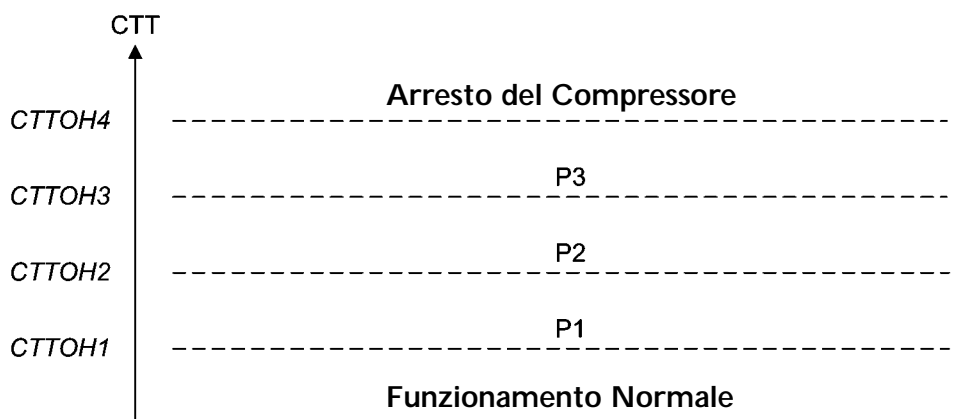 CTT
Arresto del Compressore
CTTOH4
P3
CTTOH3
P2
CTTOH2
P1
CTTOH1
Funzionamento Normale